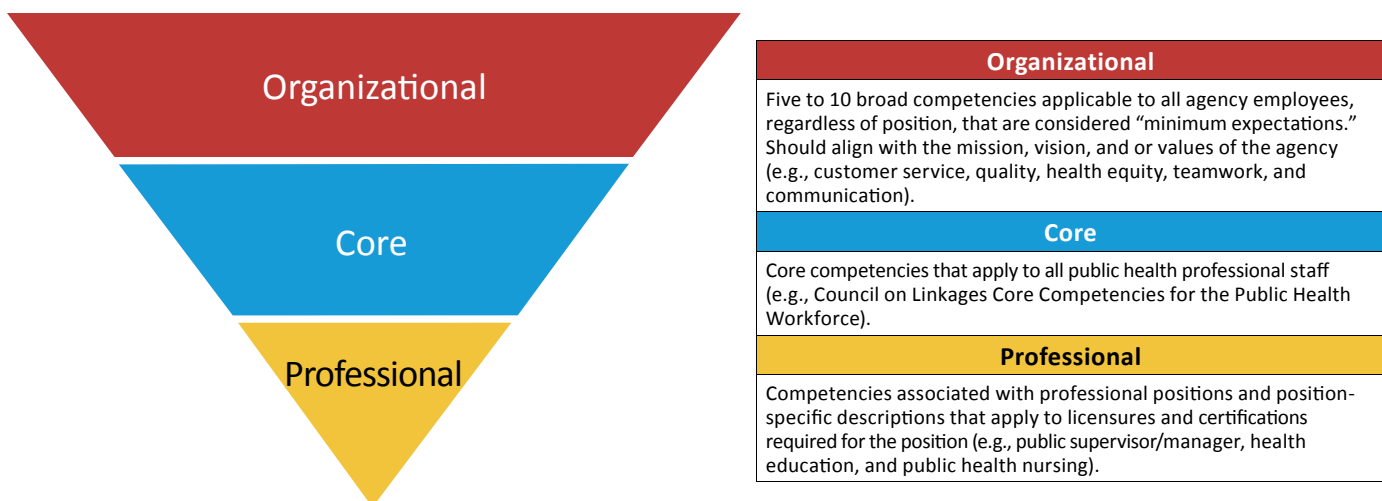 Organizational
Core
Professional
Organizational
Five to 10 broad competencies applicable to all agency employees,
regardless of position, that are considered “minimum expectations.”
Should align with the mission, vision, and or values of the agency
(e.g., customer service, quality, health equity, teamwork, and
communication).
Core
Core competencies that apply to all public health professional staff
(e.g., Council on Linkages Core Competencies for the Public Health
Workforce).
Professional
Competencies associated with professional positions and position-
specific descriptions that apply to licensures and certifications
required for the position (e.g., public supervisor/manager, health
education, and public health nursing).